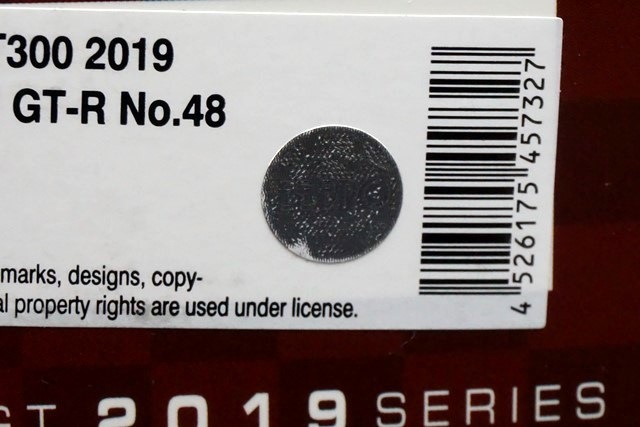 T300 2019
GT-R No.48
marks, designs, copy-
al property rights are used under license.
4 526175 457327
GT 2019 SERIES